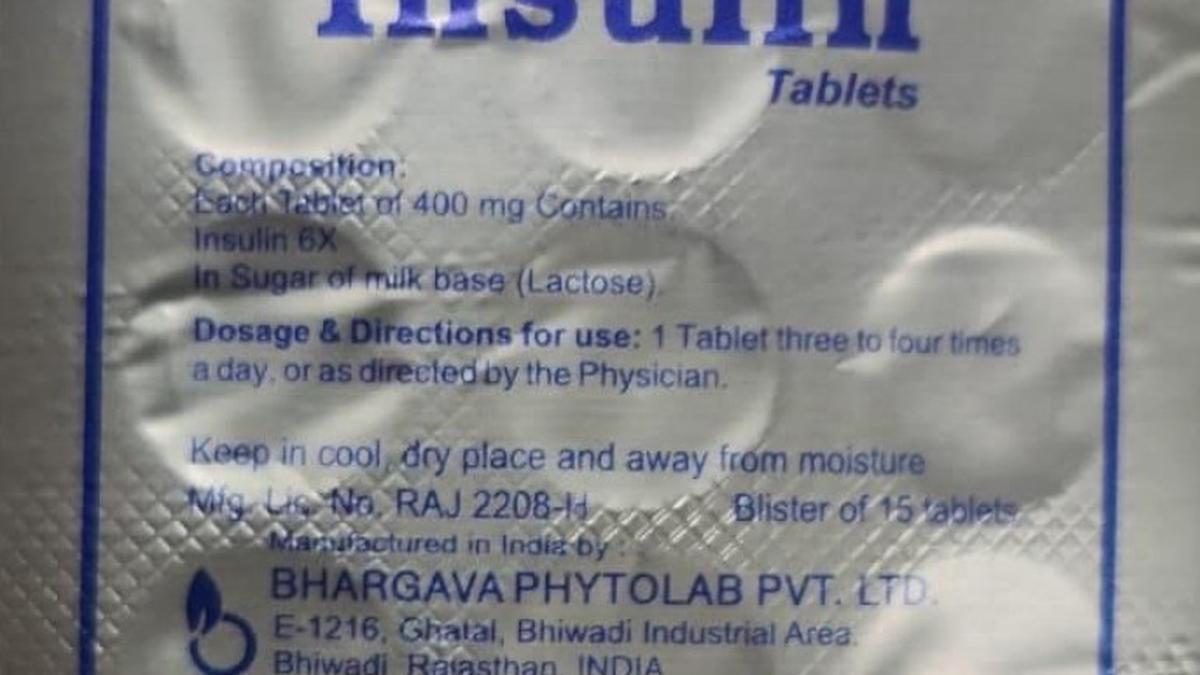 Insulin
Tablets
Composition:
Each Tablet of 400 mg Contains:
Insulin 6X
In Sugar of milk base (Lactose).
Dosage & Directions for use: 1 Tablet three to four times
a day, or as directed by the Physician.
Keep in cool, dry place and away from moisture
Mfg. Lic. No. RAJ 2208-H Blister of 15 tablets
Manufactured in India by :
BHARGAVA PHYTOLAB PVT. LTD.
E-1216, Ghatal, Bhiwadi Industrial Area.
Bhiwadi, Rajasthan, INDIA